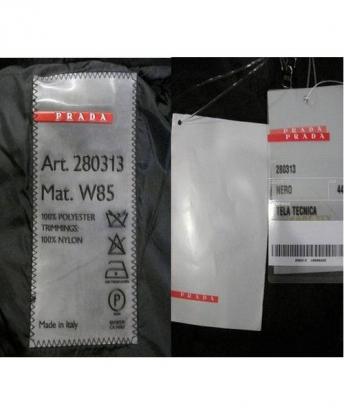 PRADA
Art. 280313
Mat. W85
100% POLYESTER
TRIMMINGS:
100% NYLON
P
Made in Italy
PRADA
PRADA
PRADA
280313
NERO 44
TELA TECNICA